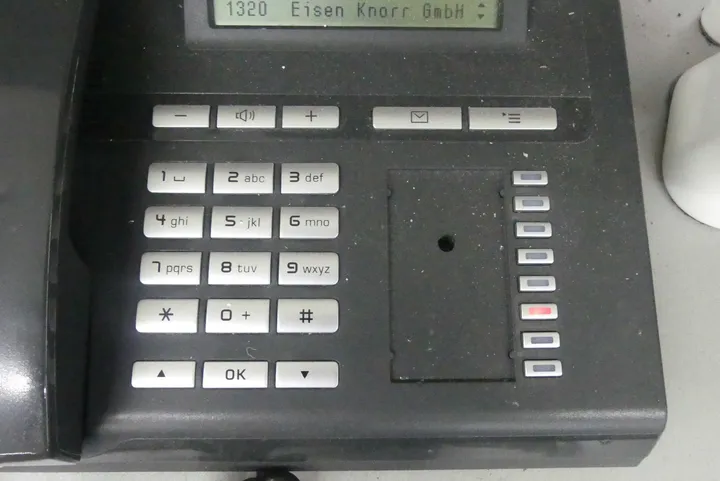 1320 Eisen Knorr GmbH
- +
1 2 abc 3 def
4 ghi 5 jkl 6 mno
7 pqrs 8 tuv 9 wxyz
* 0 + #
OK